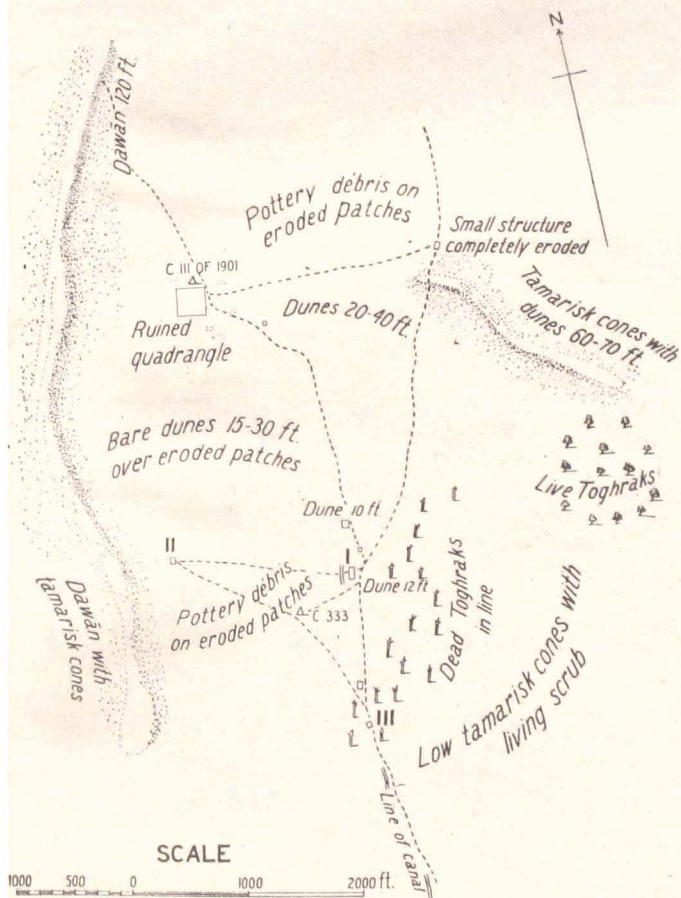 N
Dawān-120 ft.
Pottery débris on
eroded patches
Small structure
completely eroded
C III OF 1901
Tamarisk cones with
dunes 60-70 ft.
Dunes 20-40 ft.
Ruined
quadrangle
Bare dunes 15-30 ft.
over eroded patches
Live Toghraks
Dune 10 ft
II
I
Dune 12 ft
Pottery débris
on eroded patches
C 333
Dead Toghraks
in line
Dawān with
tamarisk cones
III
Low tamarisk cones with
living scrub
Line of canal
SCALE
1000 500 0 1000 2000 ft.